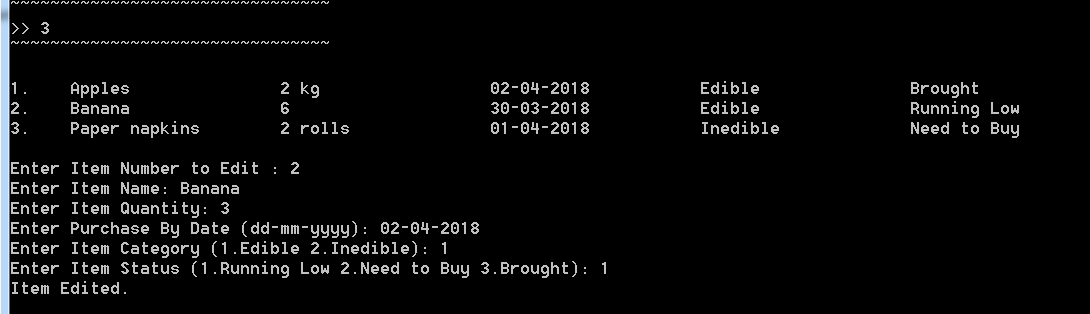 ~~~~~~~~~~~~~~~~~~~~~~~~~~~~~~~~
>> 3
~~~~~~~~~~~~~~~~~~~~~~~~~~~~~~~~
1. Apples 2 kg 02-04-2018 Edible Brought
2. Banana 6 30-03-2018 Edible Running Low
3. Paper napkins 2 rolls 01-04-2018 Inedible Need to Buy
Enter Item Number to Edit : 2
Enter Item Name: Banana
Enter Item Quantity: 3
Enter Purchase By Date (dd-mm-yyyy): 02-04-2018
Enter Item Category (1.Edible 2.Inedible): 1
Enter Item Status (1.Running Low 2.Need to Buy 3.Brought): 1
Item Edited.